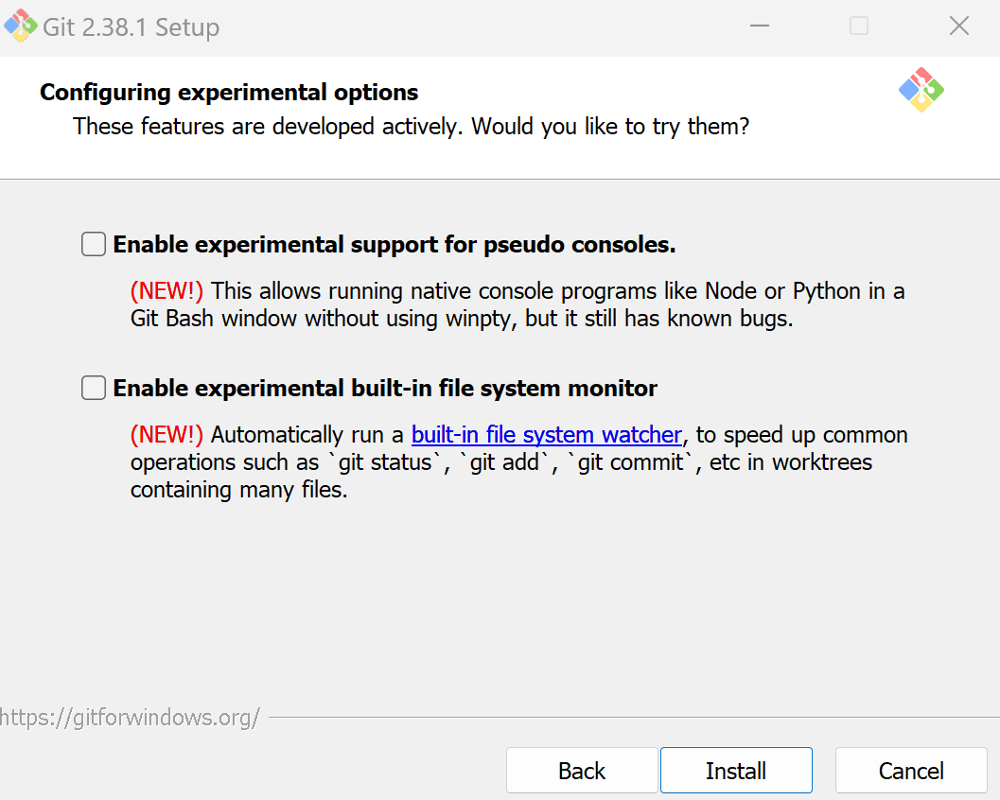 Git 2.38.1 Setup
Configuring experimental options
These features are developed actively. Would you like to try them?
Enable experimental support for pseudo consoles.
(NEW!) This allows running native console programs like Node or Python in a
Git Bash window without using winpty, but it still has known bugs.
Enable experimental built-in file system monitor
(NEW!) Automatically run a built-in file system watcher, to speed up common
operations such as `git status`, `git add`, `git commit`, etc in worktrees
containing many files.
https://gitforwindows.org/
Back Install Cancel